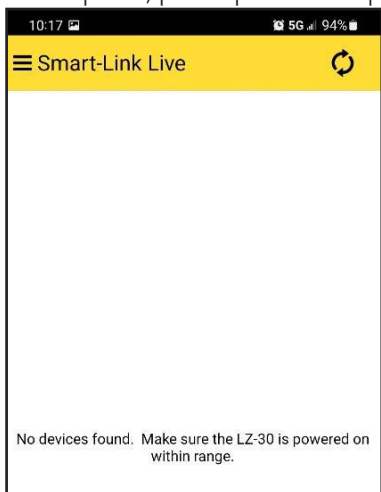 10:17 5G 94%
Smart-Link Live
No devices found. Make sure the LZ-30 is powered on
within range.